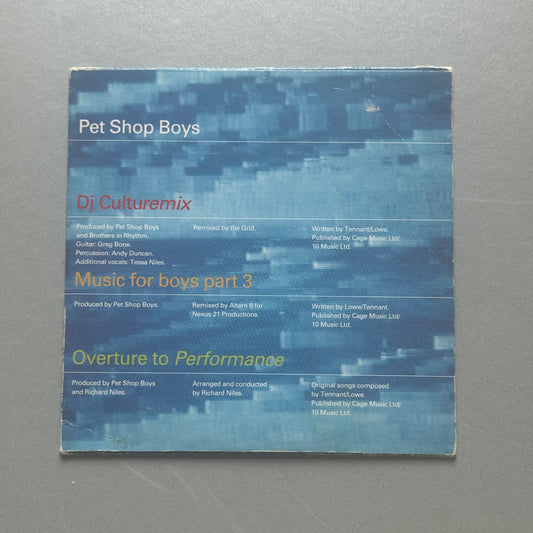 Pet Shop Boys
Dj Culturemix
Produced by Pet Shop Boys
and Brothers in Rhythm.
Guitar: Greg Bone.
Percussion: Andy Duncan.
Additional vocals: Tessa Niles.
Remixed by the Grid.
Written by Tennant/Lowe.
Published by Cage Music Ltd/
10 Music Ltd.
Music for boys part 3
Produced by Pet Shop Boys.
Remixed by Altern 8 for
Nexus 21 Productions.
Written by Lowe/Tennant.
Published by Cage Music Ltd/
10 Music Ltd.
Overture to Performance
Produced by Pet Shop Boys
and Richard Niles.
Arranged and conducted
by Richard Niles.
Original songs composed
by Tennant/Lowe.
Published by Cage Music Ltd/
10 Music Ltd.